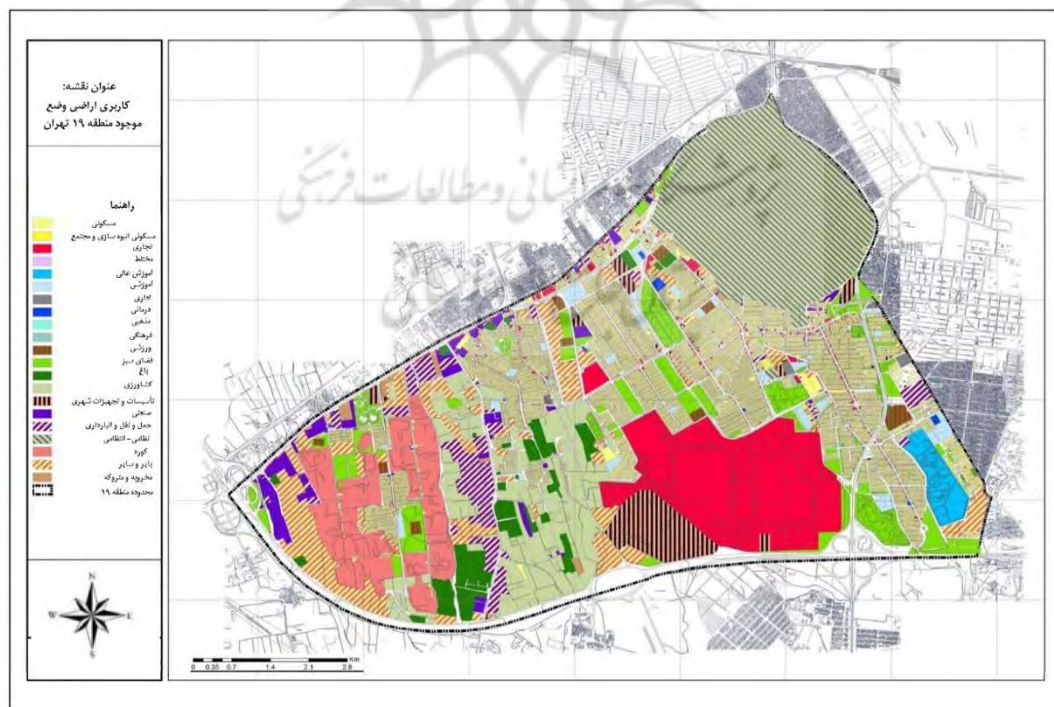 عنوان نقشه:
کاربری اراضی وضع
موجود منطقه ۱۹ تهران
راهنما
مسکونی
مسکونی انبوه سازی و مجتمع
تجاری
مختلط
آموزش عالی
آموزشی
اداری
درمانی
مذهبی
فرهنگی
ورزشی
فضای سبز
باغ
کشاورزی
تأسیسات و تجهیزات شهری
صنعتی
حمل و نقل و انبارداری
نظامی-انتظامی
کوره
بایر و سایر
مخروبه و متروکه
محدوده منطقه ۱۹
N
W E
S
Km
0 0.35 0.7 1.4 2.1 2.8
و مطالعات فرهنگی